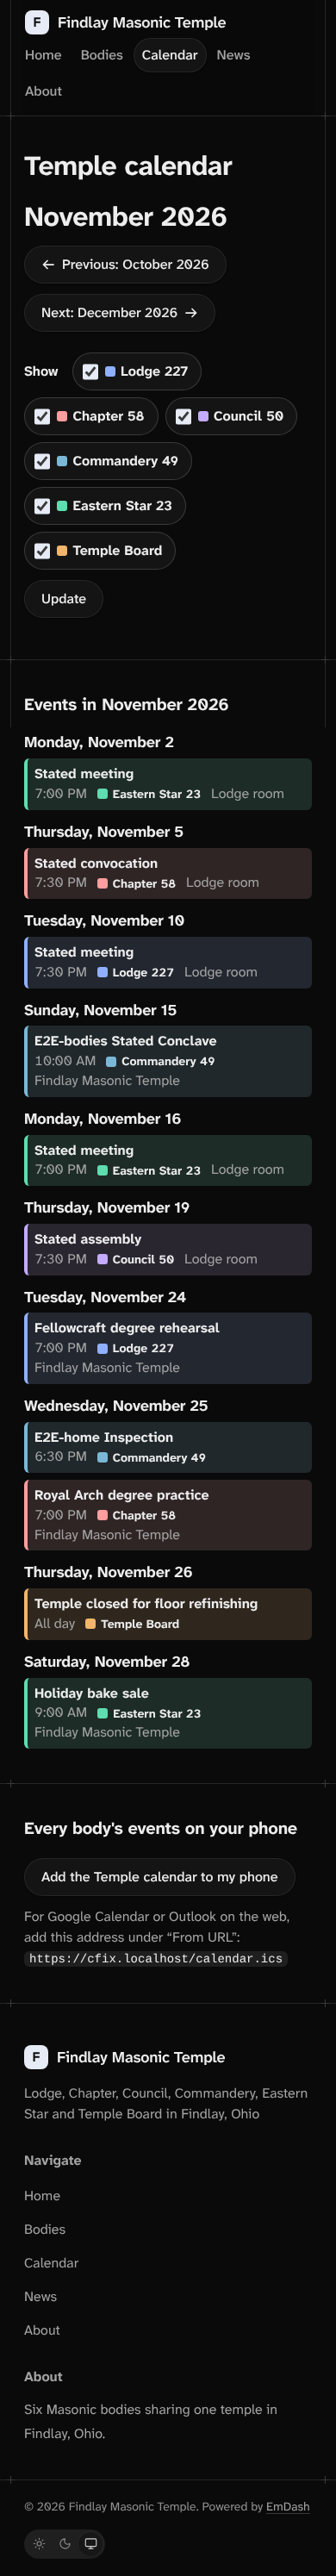 F Findlay Masonic Temple
Home Bodies Calendar News
About
Temple calendar
November 2026
← Previous: October 2026
Next: December 2026 →
Show Lodge 227
Chapter 58 Council 50
Commandery 49
Eastern Star 23
Temple Board
Update
Events in November 2026
Monday, November 2
Stated meeting
7:00 PM Eastern Star 23 Lodge room
Thursday, November 5
Stated convocation
7:30 PM Chapter 58 Lodge room
Tuesday, November 10
Stated meeting
7:30 PM Lodge 227 Lodge room
Sunday, November 15
E2E-bodies Stated Conclave
10:00 AM Commandery 49
Findlay Masonic Temple
Monday, November 16
Stated meeting
7:00 PM Eastern Star 23 Lodge room
Thursday, November 19
Stated assembly
7:30 PM Council 50 Lodge room
Tuesday, November 24
Fellowcraft degree rehearsal
7:00 PM Lodge 227
Findlay Masonic Temple
Wednesday, November 25
E2E-home Inspection
6:30 PM Commandery 49
Royal Arch degree practice
7:00 PM Chapter 58
Findlay Masonic Temple
Thursday, November 26
Temple closed for floor refinishing
All day Temple Board
Saturday, November 28
Holiday bake sale
9:00 AM Eastern Star 23
Findlay Masonic Temple
Every body's events on your phone
Add the Temple calendar to my phone
For Google Calendar or Outlook on the web,
add this address under “From URL”:
https://cfix.localhost/calendar.ics
F Findlay Masonic Temple
Lodge, Chapter, Council, Commandery, Eastern
Star and Temple Board in Findlay, Ohio
Navigate
Home
Bodies
Calendar
News
About
About
Six Masonic bodies sharing one temple in
Findlay, Ohio.
© 2026 Findlay Masonic Temple. Powered by EmDash